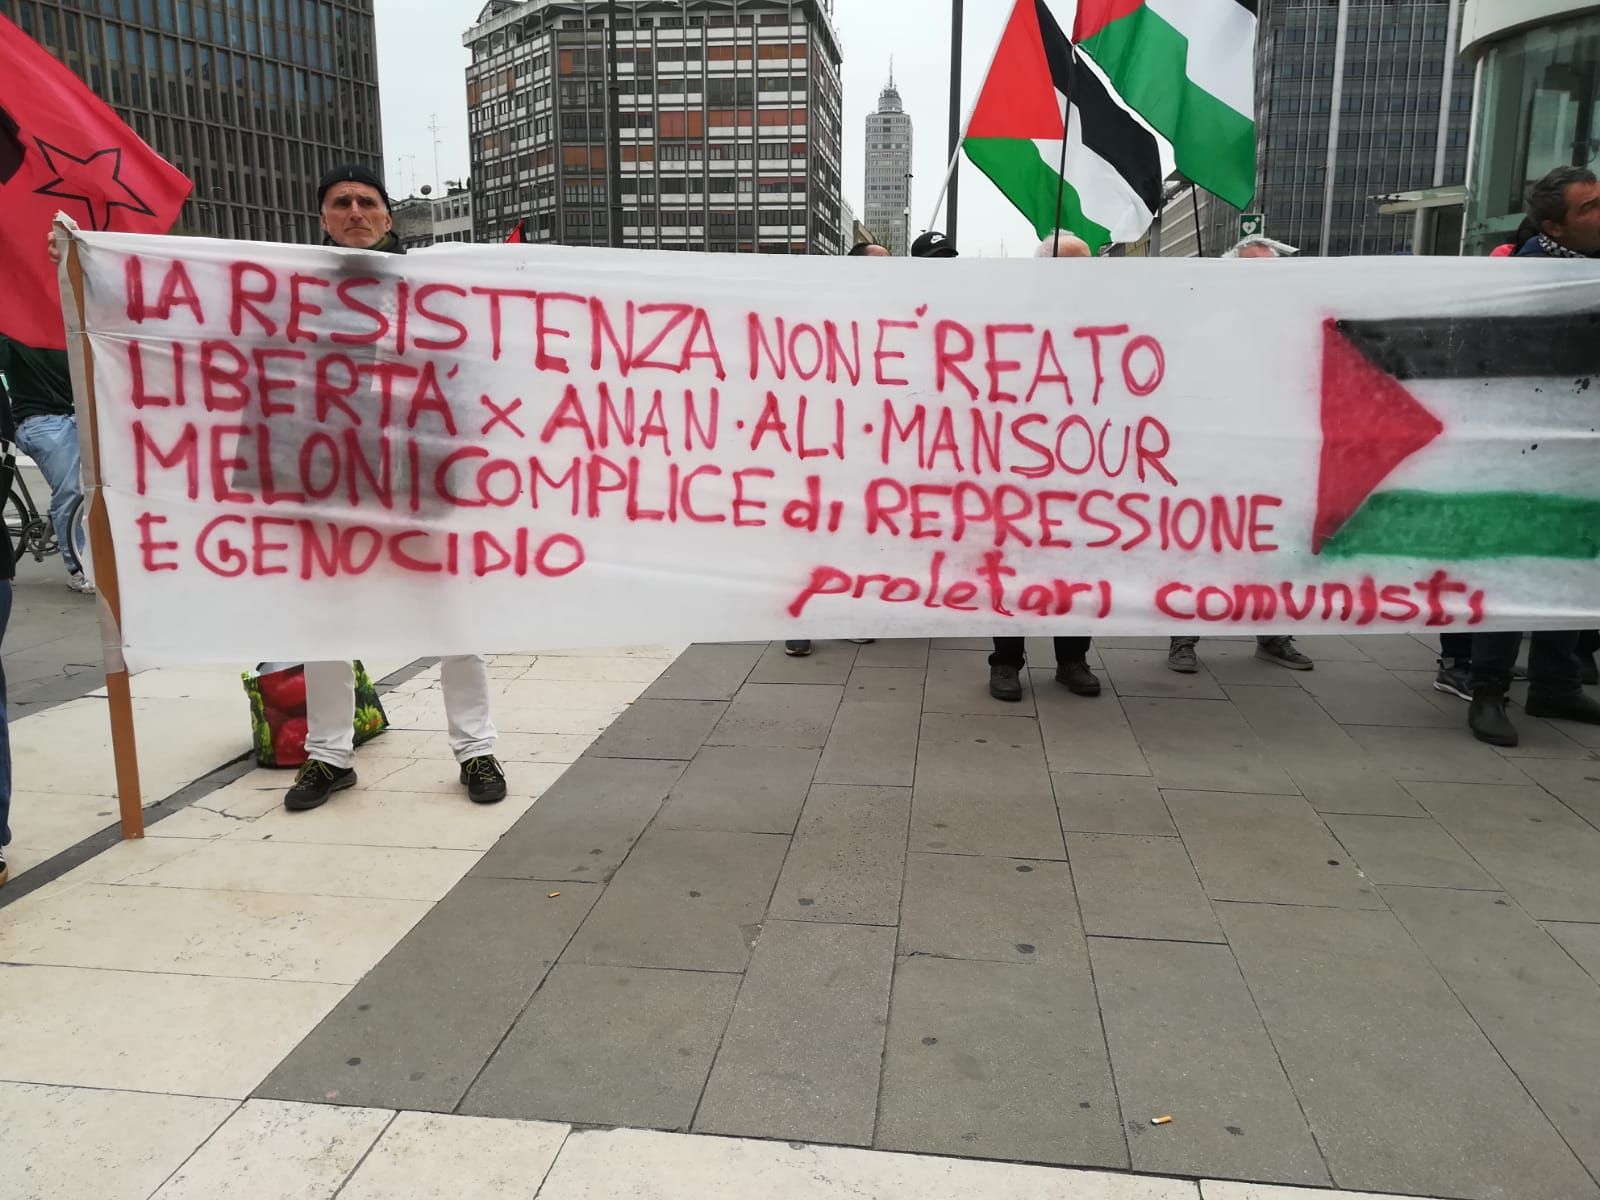 LA RESISTENZA NON E' REATO
LIBERTA' x ANAN · ALI · MANSOUR
MELONI COMPLICE di REPRESSIONE
E GENOCIDIO
proletari comunisti